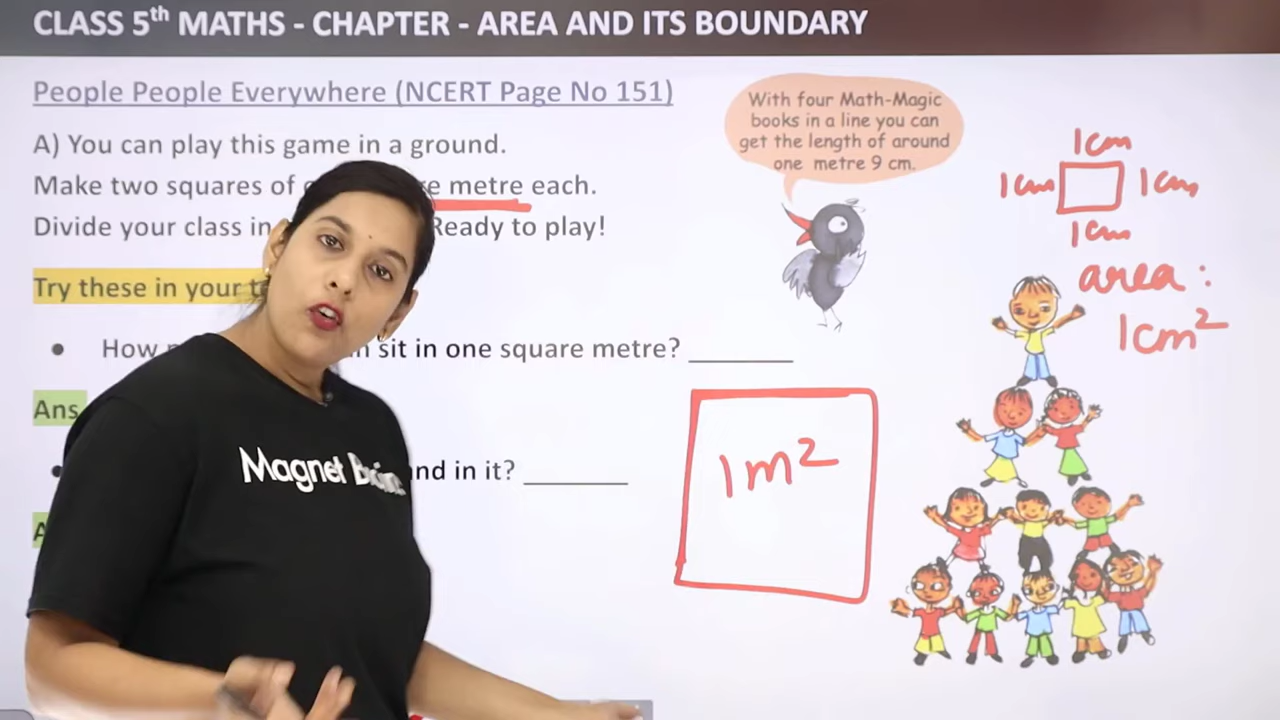 CLASS 5th MATHS - CHAPTER - AREA AND ITS BOUNDARY
People People Everywhere (NCERT Page No 151)
A) You can play this game in a ground.
Make two squares of metre each.
Divide your class in Ready to play!
Try these in your
How sit in one square metre? ________
Ans
in it? ________
With four Math-Magic
books in a line you can
get the length of around
one metre 9 cm.
1cm
1cm 1cm
1cm
area:
1cm²
1m²
Magnet